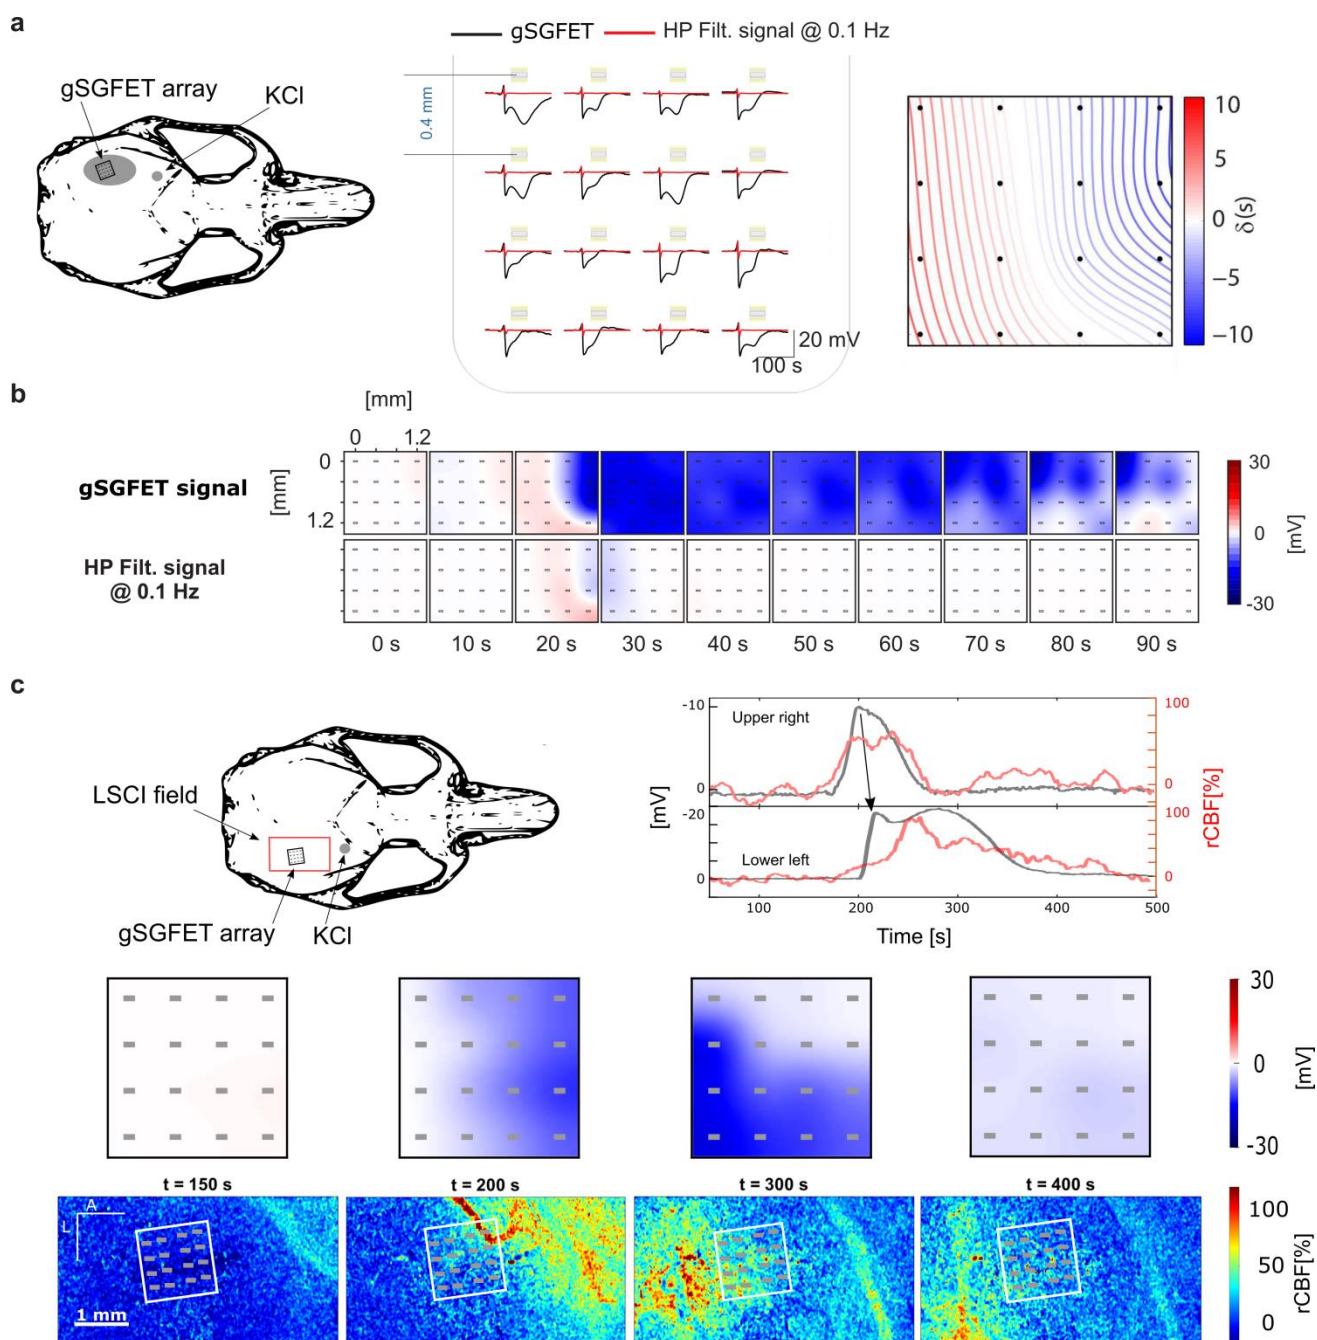 a
gSGFET HP Filt. signal @ 0.1 Hz
gSGFET array
KCl
0.4 mm
20 mV
100 s
10
5
0
-5
-10
δ(s)
b
[mm]
0 1.2
gSGFET signal
[mm]
0
1.2
HP Filt. signal
@ 0.1 Hz
0 s 10 s 20 s 30 s 40 s 50 s 60 s 70 s 80 s 90 s
30
0
-30
[mV]
c
LSCI field
gSGFET array
KCl
Upper right
Lower left
-10
0
-20
0
[mV]
100
0
100
0
rCBF[%]
100 200 300 400 500
Time [s]
30
0
-30
[mV]
t = 150 s t = 200 s t = 300 s t = 400 s
A
L
1 mm
100
50
0
rCBF[%]